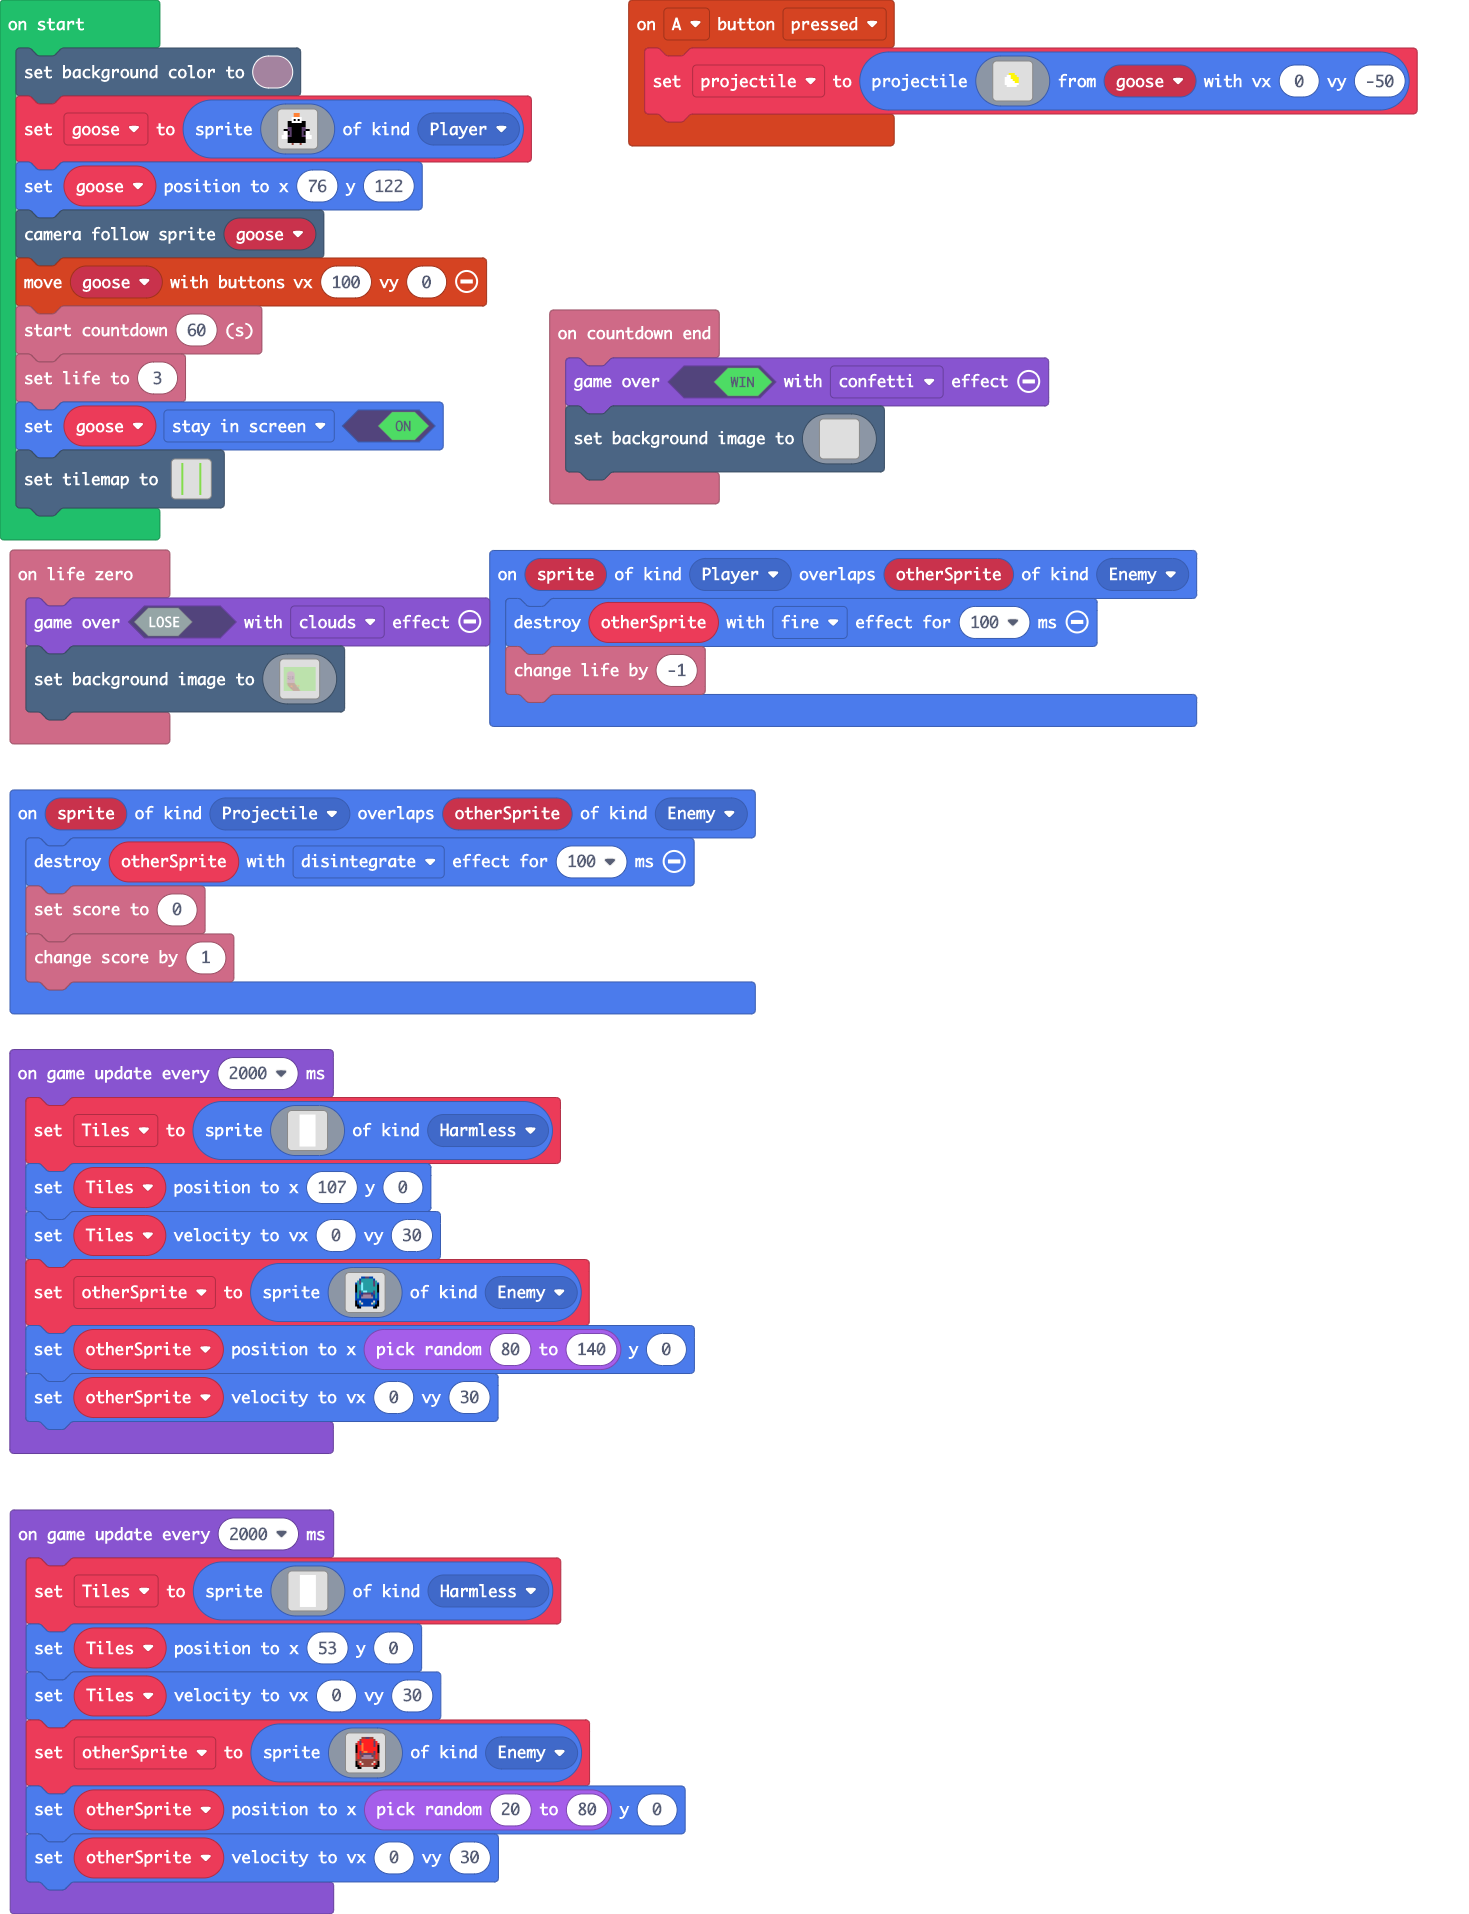 on start
set background color to
set goose to sprite of kind Player
set goose position to x 76 y 122
camera follow sprite goose
move goose with buttons vx 100 vy 0
start countdown 60 (s)
set life to 3
set goose stay in screen ON
set tilemap to
on A button pressed
set projectile to projectile from goose with vx 0 vy -50
on countdown end
game over WIN with confetti effect
set background image to
on life zero
game over LOSE with clouds effect
set background image to
on sprite of kind Player overlaps otherSprite of kind Enemy
destroy otherSprite with fire effect for 100 ms
change life by -1
on sprite of kind Projectile overlaps otherSprite of kind Enemy
destroy otherSprite with disintegrate effect for 100 ms
set score to 0
change score by 1
on game update every 2000 ms
set Tiles to sprite of kind Harmless
set Tiles position to x 107 y 0
set Tiles velocity to vx 0 vy 30
set otherSprite to sprite of kind Enemy
set otherSprite position to x pick random 80 to 140 y 0
set otherSprite velocity to vx 0 vy 30
on game update every 2000 ms
set Tiles to sprite of kind Harmless
set Tiles position to x 53 y 0
set Tiles velocity to vx 0 vy 30
set otherSprite to sprite of kind Enemy
set otherSprite position to x pick random 20 to 80 y 0
set otherSprite velocity to vx 0 vy 30